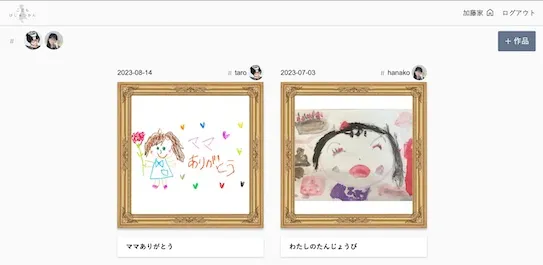 加藤家 ログアウト
# ＋作品
2023-08-14 # taro
2023-07-03 # hanako
ママ
ありがとう
ママありがとう
わたしのたんじょうび